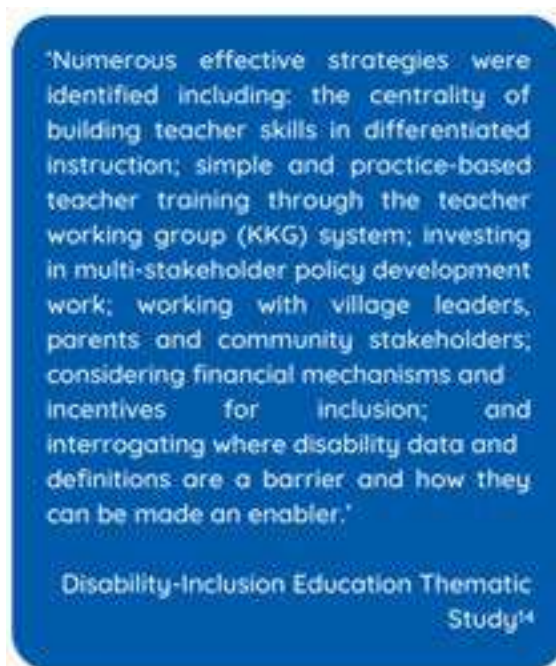 'Numerous effective strategies were
identified including: the centrality of
building teacher skills in differentiated
instruction; simple and practice-based
teacher training through the teacher
working group (KKG) system; investing
in multi-stakeholder policy development
work; working with village leaders,
parents and community stakeholders;
considering financial mechanisms and
incentives for inclusion; and
interrogating where disability data and
definitions are a barrier and how they
can be made an enabler.'
Disability-Inclusion Education Thematic
Study¹⁴